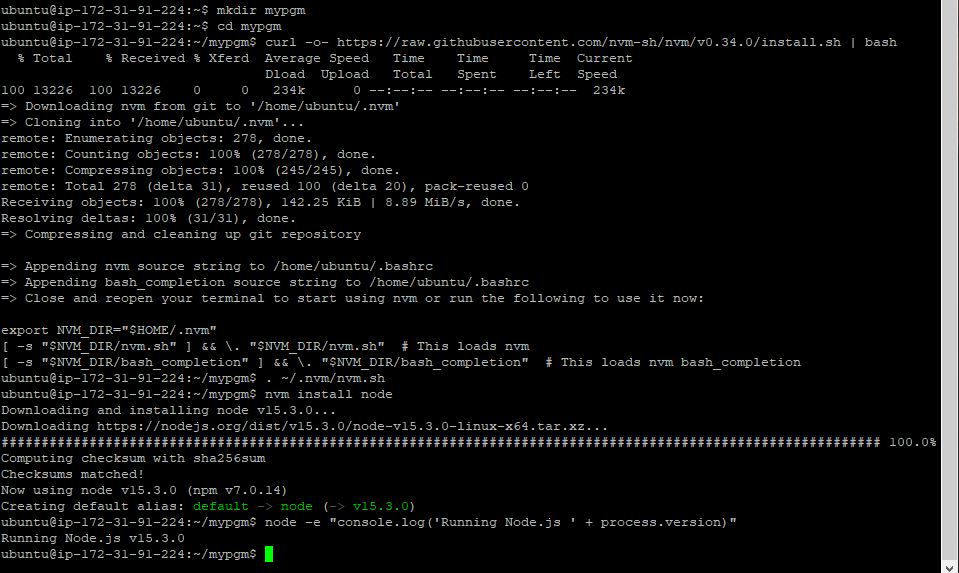 ubuntu@ip-172-31-91-224:~$ mkdir mypgm
ubuntu@ip-172-31-91-224:~$ cd mypgm
ubuntu@ip-172-31-91-224:~/mypgm$ curl -o- https://raw.githubusercontent.com/nvm-sh/nvm/v0.34.0/install.sh | bash
  % Total    % Received % Xferd  Average Speed   Time    Time     Time  Current
                                 Dload  Upload   Total   Spent    Left  Speed
100 13226  100 13226    0     0   234k      0 --:--:-- --:--:-- --:--:--  234k
=> Downloading nvm from git to '/home/ubuntu/.nvm'
=> Cloning into '/home/ubuntu/.nvm'...
remote: Enumerating objects: 278, done.
remote: Counting objects: 100% (278/278), done.
remote: Compressing objects: 100% (245/245), done.
remote: Total 278 (delta 31), reused 100 (delta 20), pack-reused 0
Receiving objects: 100% (278/278), 142.25 KiB | 8.89 MiB/s, done.
Resolving deltas: 100% (31/31), done.
=> Compressing and cleaning up git repository

=> Appending nvm source string to /home/ubuntu/.bashrc
=> Appending bash_completion source string to /home/ubuntu/.bashrc
=> Close and reopen your terminal to start using nvm or run the following to use it now:

export NVM_DIR="$HOME/.nvm"
[ -s "$NVM_DIR/nvm.sh" ] && \. "$NVM_DIR/nvm.sh"  # This loads nvm
[ -s "$NVM_DIR/bash_completion" ] && \. "$NVM_DIR/bash_completion"  # This loads nvm bash_completion
ubuntu@ip-172-31-91-224:~/mypgm$ . ~/.nvm/nvm.sh
ubuntu@ip-172-31-91-224:~/mypgm$ nvm install node
Downloading and installing node v15.3.0...
Downloading https://nodejs.org/dist/v15.3.0/node-v15.3.0-linux-x64.tar.xz...
############################################################################################################## 100.0%
Computing checksum with sha256sum
Checksums matched!
Now using node v15.3.0 (npm v7.0.14)
Creating default alias: default -> node (-> v15.3.0)
ubuntu@ip-172-31-91-224:~/mypgm$ node -e "console.log('Running Node.js ' + process.version)"
Running Node.js v15.3.0
ubuntu@ip-172-31-91-224:~/mypgm$